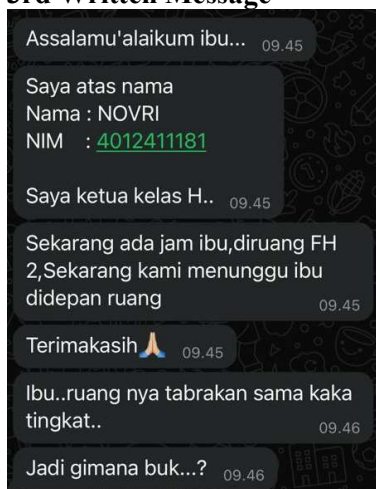 3rd Written Message
Assalamu'alaikum ibu... 09.45
Saya atas nama
Nama : NOVRI
NIM : 4012411181
Saya ketua kelas H.. 09.45
Sekarang ada jam ibu,diruang FH
2,Sekarang kami menunggu ibu
didepan ruang 09.45
Terimakasih🙏🏻 09.45
Ibu..ruang nya tabrakan sama kaka
tingkat.. 09.46
Jadi gimana buk...? 09.46